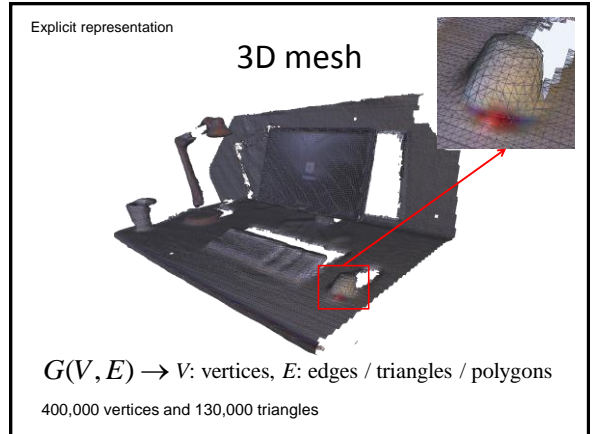 Explicit representation
3D mesh
G(V, E) → V: vertices, E: edges / triangles / polygons
400,000 vertices and 130,000 triangles